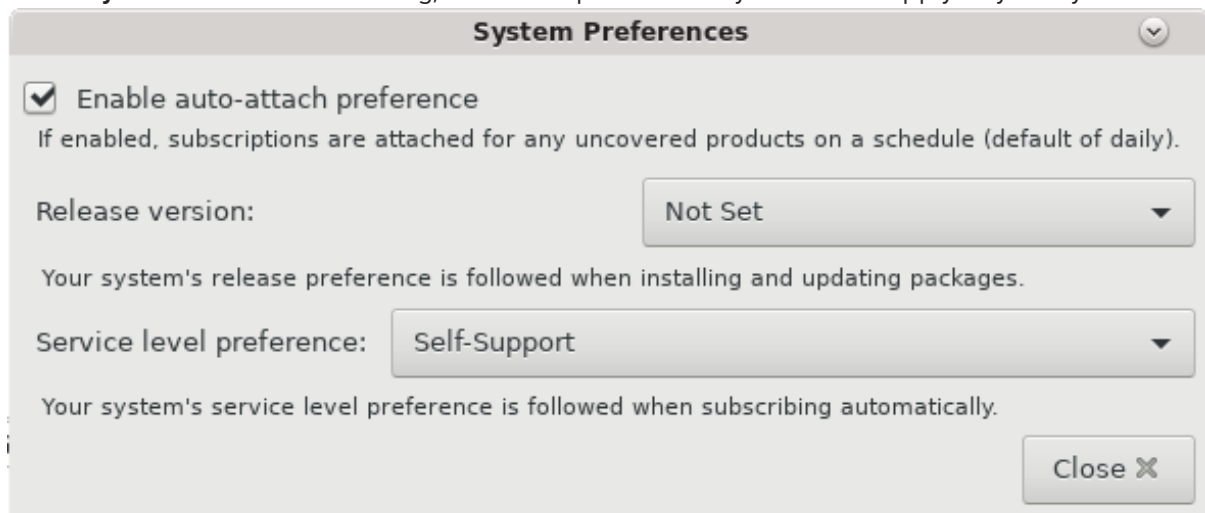 System Preferences
Enable auto-attach preference
If enabled, subscriptions are attached for any uncovered products on a schedule (default of daily).
Release version: Not Set
Your system's release preference is followed when installing and updating packages.
Service level preference: Self-Support
Your system's service level preference is followed when subscribing automatically.
Close